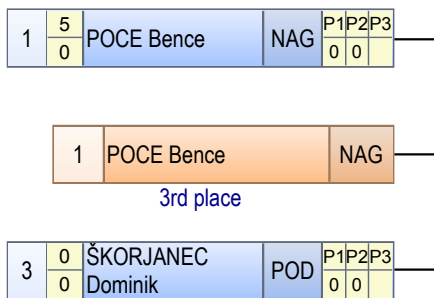 1 5 0 POCE Bence NAG P1 P2 P3 0 0
1 POCE Bence NAG
3rd place
3 0 0 ŠKORJANEC Dominik POD P1 P2 P3 0 0